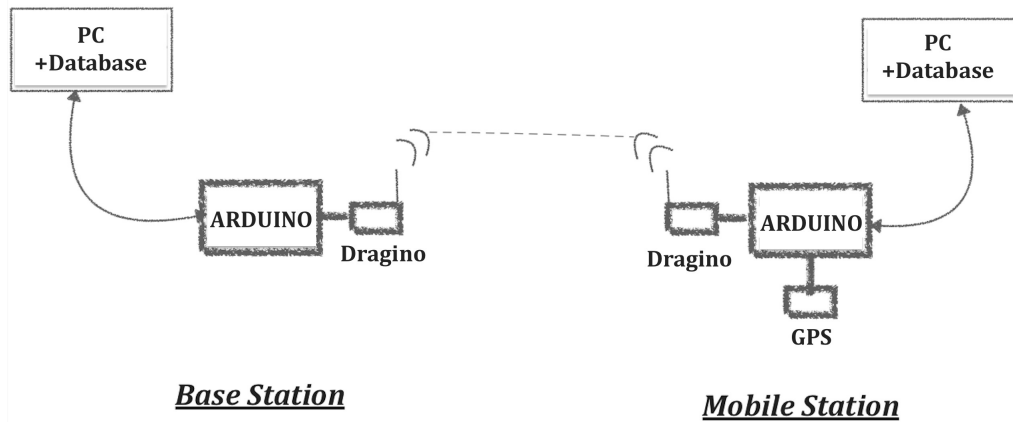 PC
+Database
ARDUINO
Dragino
Base Station
PC
+Database
Dragino
ARDUINO
GPS
Mobile Station